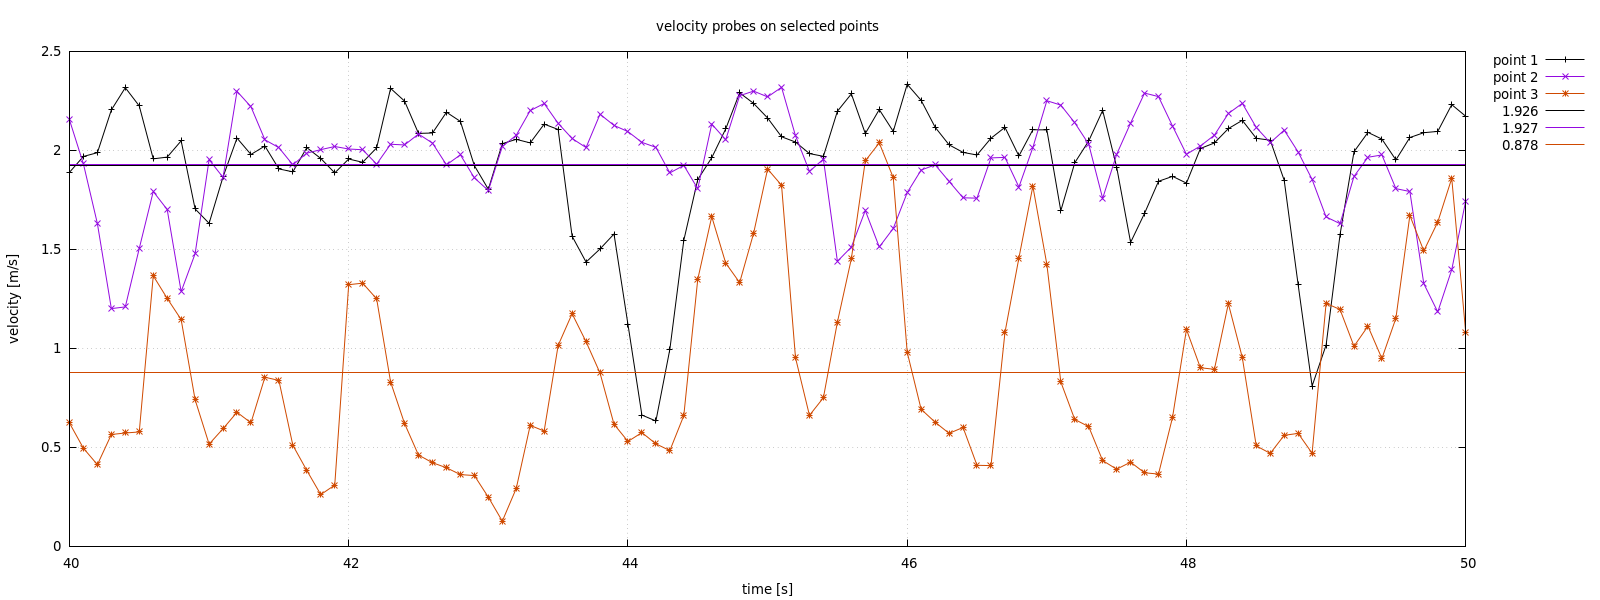 velocity probes on selected points
2.5
2
1.5
1
0.5
0
velocity [m/s]
40 42 44 46 48 50
time [s]
point 1
point 2
point 3
1.926
1.927
0.878